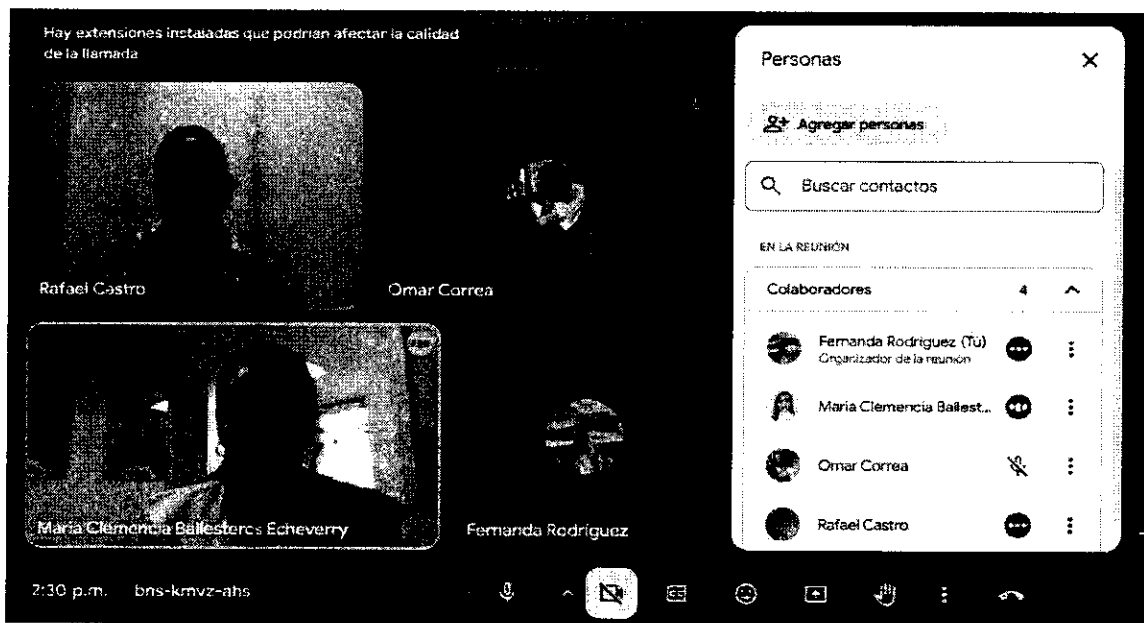 Hay extensiones instaladas que podrían afectar la calidad
de la llamada
Rafael Castro
Omar Correa
Maria Clemencia Ballesteros Echeverry
Fernanda Rodríguez
2:30 p.m. bns-kmvz-ahs
Personas
Agregar personas
Buscar contactos
EN LA REUNIÓN
Colaboradores 4
Fernanda Rodríguez (Tú)
Organizador de la reunión
Maria Clemencia Ballest...
Omar Correa
Rafael Castro